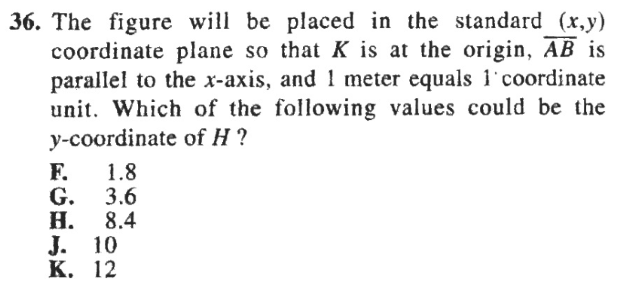 36. The figure will be placed in the standard (x,y)
coordinate plane so that K is at the origin, AB is
parallel to the x-axis, and 1 meter equals 1 coordinate
unit. Which of the following values could be the
y-coordinate of H ?
F. 1.8
G. 3.6
H. 8.4
J. 10
K. 12